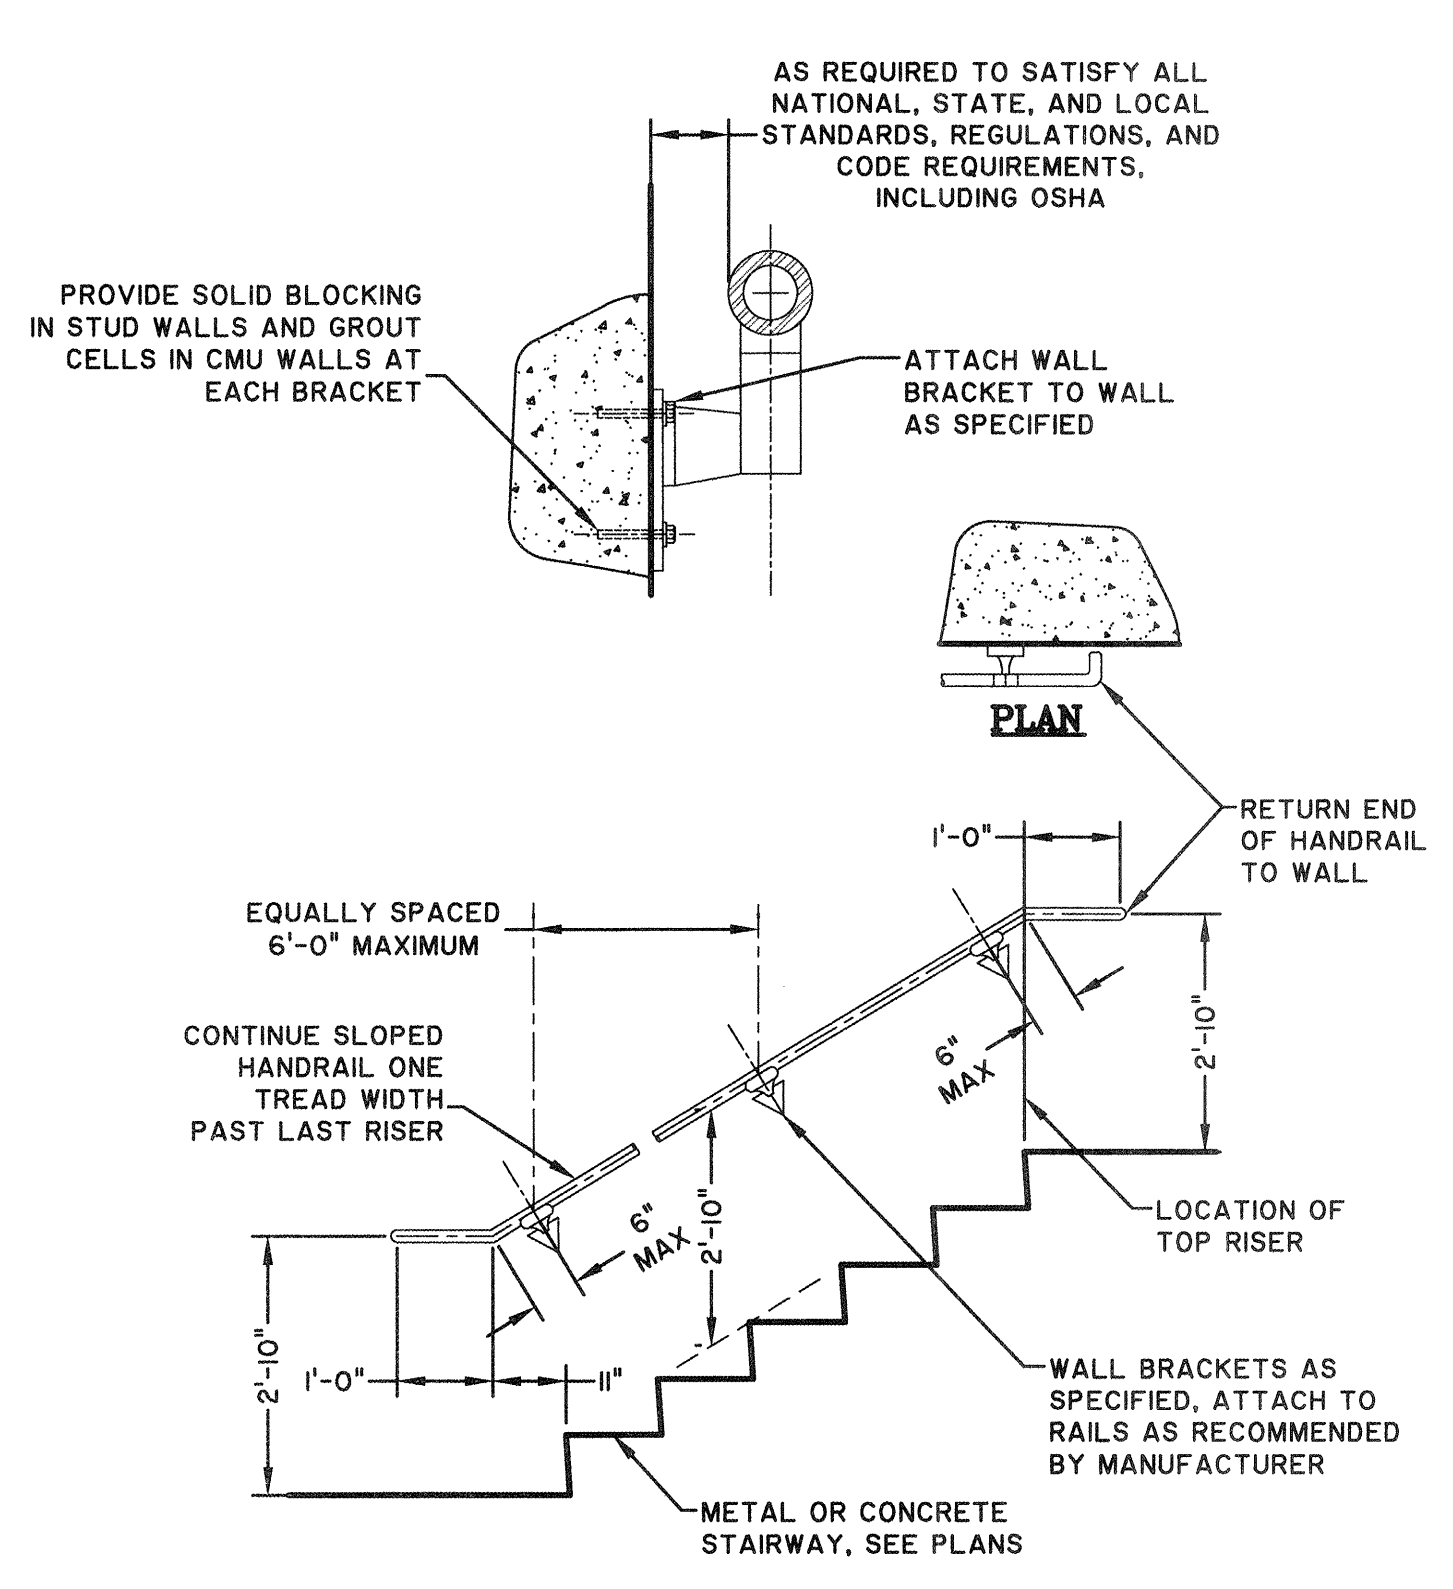 AS REQUIRED TO SATISFY ALL
NATIONAL, STATE, AND LOCAL
STANDARDS, REGULATIONS, AND
CODE REQUIREMENTS,
INCLUDING OSHA
PROVIDE SOLID BLOCKING
IN STUD WALLS AND GROUT
CELLS IN CMU WALLS AT
EACH BRACKET
ATTACH WALL
BRACKET TO WALL
AS SPECIFIED
PLAN
RETURN END
OF HANDRAIL
TO WALL
1'-0"
EQUALLY SPACED
6'-0" MAXIMUM
CONTINUE SLOPED
HANDRAIL ONE
TREAD WIDTH
PAST LAST RISER
6"
MAX
2'-10"
6"
MAX
2'-10"
LOCATION OF
TOP RISER
2'-10"
1'-0"
11"
WALL BRACKETS AS
SPECIFIED, ATTACH TO
RAILS AS RECOMMENDED
BY MANUFACTURER
METAL OR CONCRETE
STAIRWAY, SEE PLANS